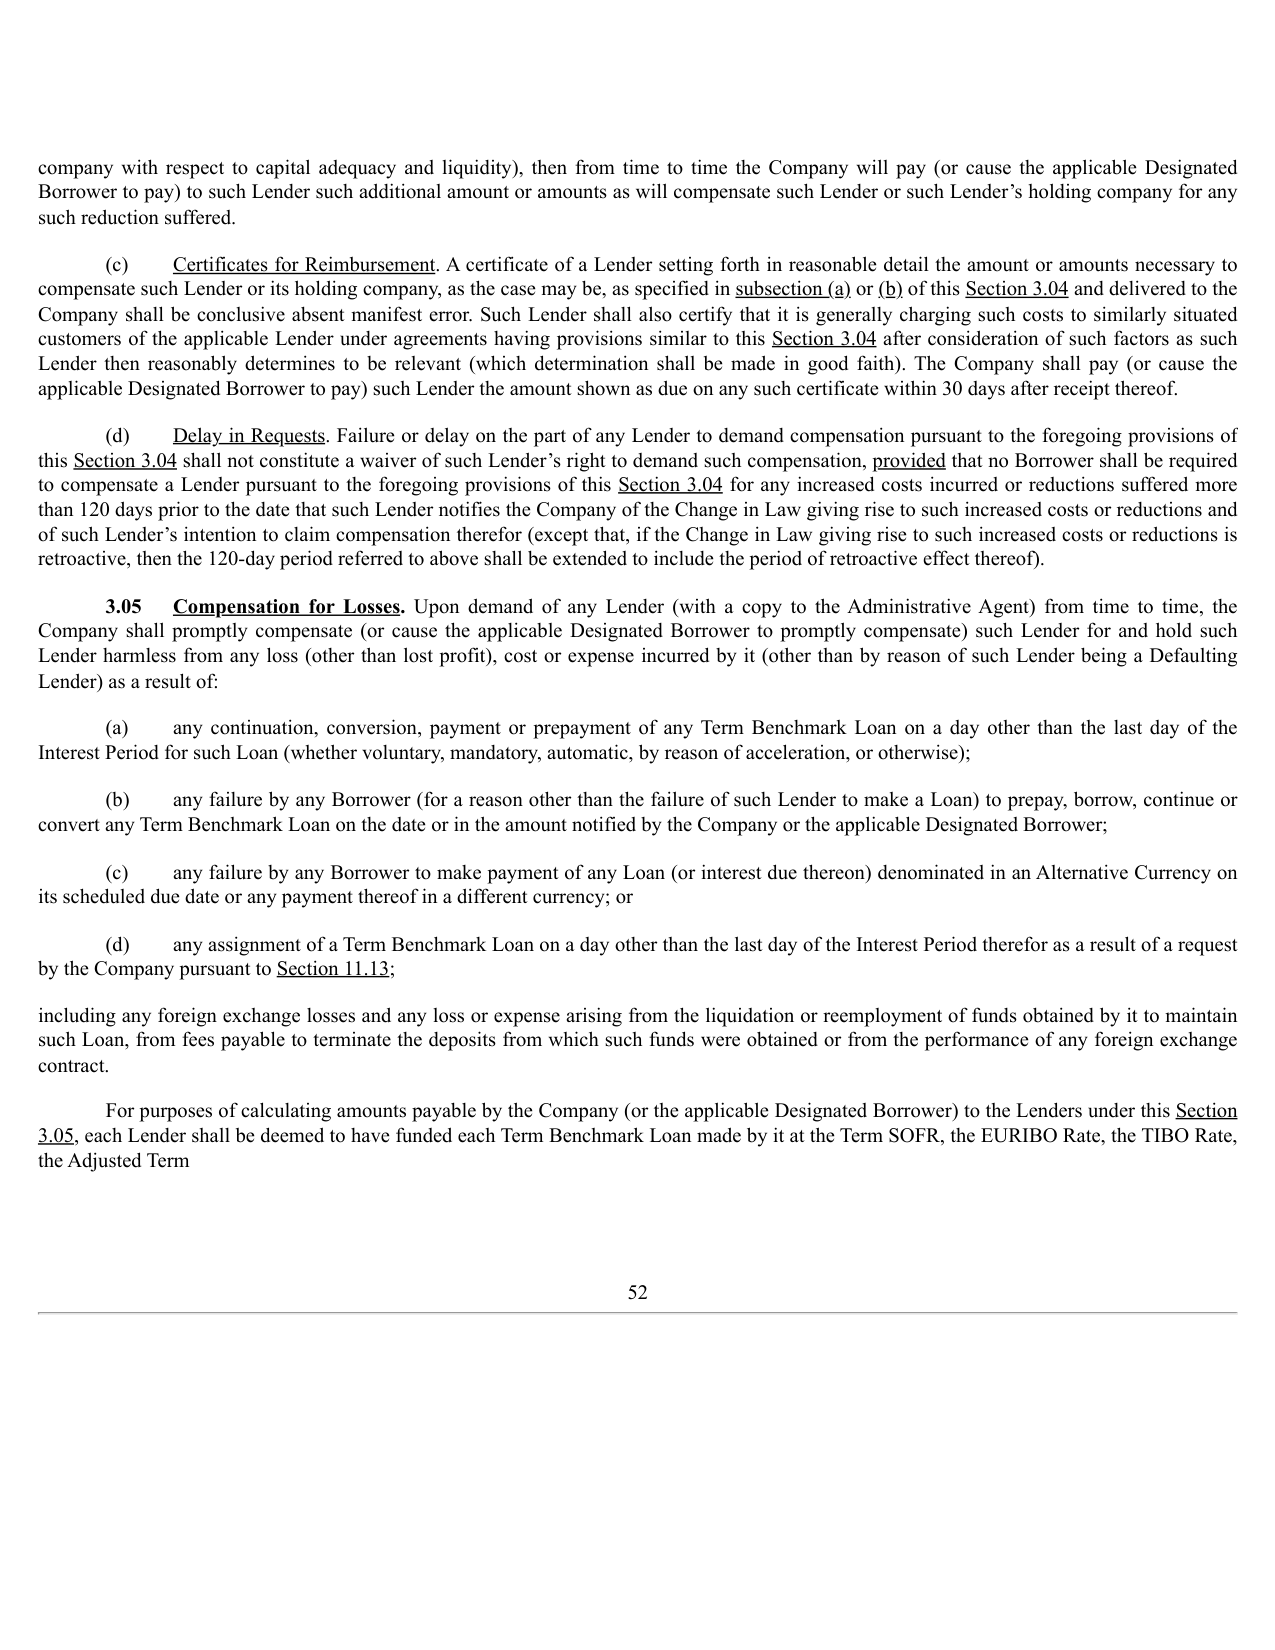 company with respect to capital adequacy and liquidity), then from time to time the Company will pay (or cause the applicable Designated
Borrower to pay) to such Lender such additional amount or amounts as will compensate such Lender or such Lender’s holding company for any
such reduction suffered.
(c) Certificates for Reimbursement. A certificate of a Lender setting forth in reasonable detail the amount or amounts necessary to
compensate such Lender or its holding company, as the case may be, as specified in subsection (a) or (b) of this Section 3.04 and delivered to the
Company shall be conclusive absent manifest error. Such Lender shall also certify that it is generally charging such costs to similarly situated
customers of the applicable Lender under agreements having provisions similar to this Section 3.04 after consideration of such factors as such
Lender then reasonably determines to be relevant (which determination shall be made in good faith). The Company shall pay (or cause the
applicable Designated Borrower to pay) such Lender the amount shown as due on any such certificate within 30 days after receipt thereof.
(d) Delay in Requests. Failure or delay on the part of any Lender to demand compensation pursuant to the foregoing provisions of
this Section 3.04 shall not constitute a waiver of such Lender’s right to demand such compensation, provided that no Borrower shall be required
to compensate a Lender pursuant to the foregoing provisions of this Section 3.04 for any increased costs incurred or reductions suffered more
than 120 days prior to the date that such Lender notifies the Company of the Change in Law giving rise to such increased costs or reductions and
of such Lender’s intention to claim compensation therefor (except that, if the Change in Law giving rise to such increased costs or reductions is
retroactive, then the 120-day period referred to above shall be extended to include the period of retroactive effect thereof).
3.05 Compensation for Losses. Upon demand of any Lender (with a copy to the Administrative Agent) from time to time, the
Company shall promptly compensate (or cause the applicable Designated Borrower to promptly compensate) such Lender for and hold such
Lender harmless from any loss (other than lost profit), cost or expense incurred by it (other than by reason of such Lender being a Defaulting
Lender) as a result of:
(a) any continuation, conversion, payment or prepayment of any Term Benchmark Loan on a day other than the last day of the
Interest Period for such Loan (whether voluntary, mandatory, automatic, by reason of acceleration, or otherwise);
(b) any failure by any Borrower (for a reason other than the failure of such Lender to make a Loan) to prepay, borrow, continue or
convert any Term Benchmark Loan on the date or in the amount notified by the Company or the applicable Designated Borrower;
(c) any failure by any Borrower to make payment of any Loan (or interest due thereon) denominated in an Alternative Currency on
its scheduled due date or any payment thereof in a different currency; or
(d) any assignment of a Term Benchmark Loan on a day other than the last day of the Interest Period therefor as a result of a request
by the Company pursuant to Section 11.13;
including any foreign exchange losses and any loss or expense arising from the liquidation or reemployment of funds obtained by it to maintain
such Loan, from fees payable to terminate the deposits from which such funds were obtained or from the performance of any foreign exchange
contract.
For purposes of calculating amounts payable by the Company (or the applicable Designated Borrower) to the Lenders under this Section
3.05, each Lender shall be deemed to have funded each Term Benchmark Loan made by it at the Term SOFR, the EURIBO Rate, the TIBO Rate,
the Adjusted Term
52